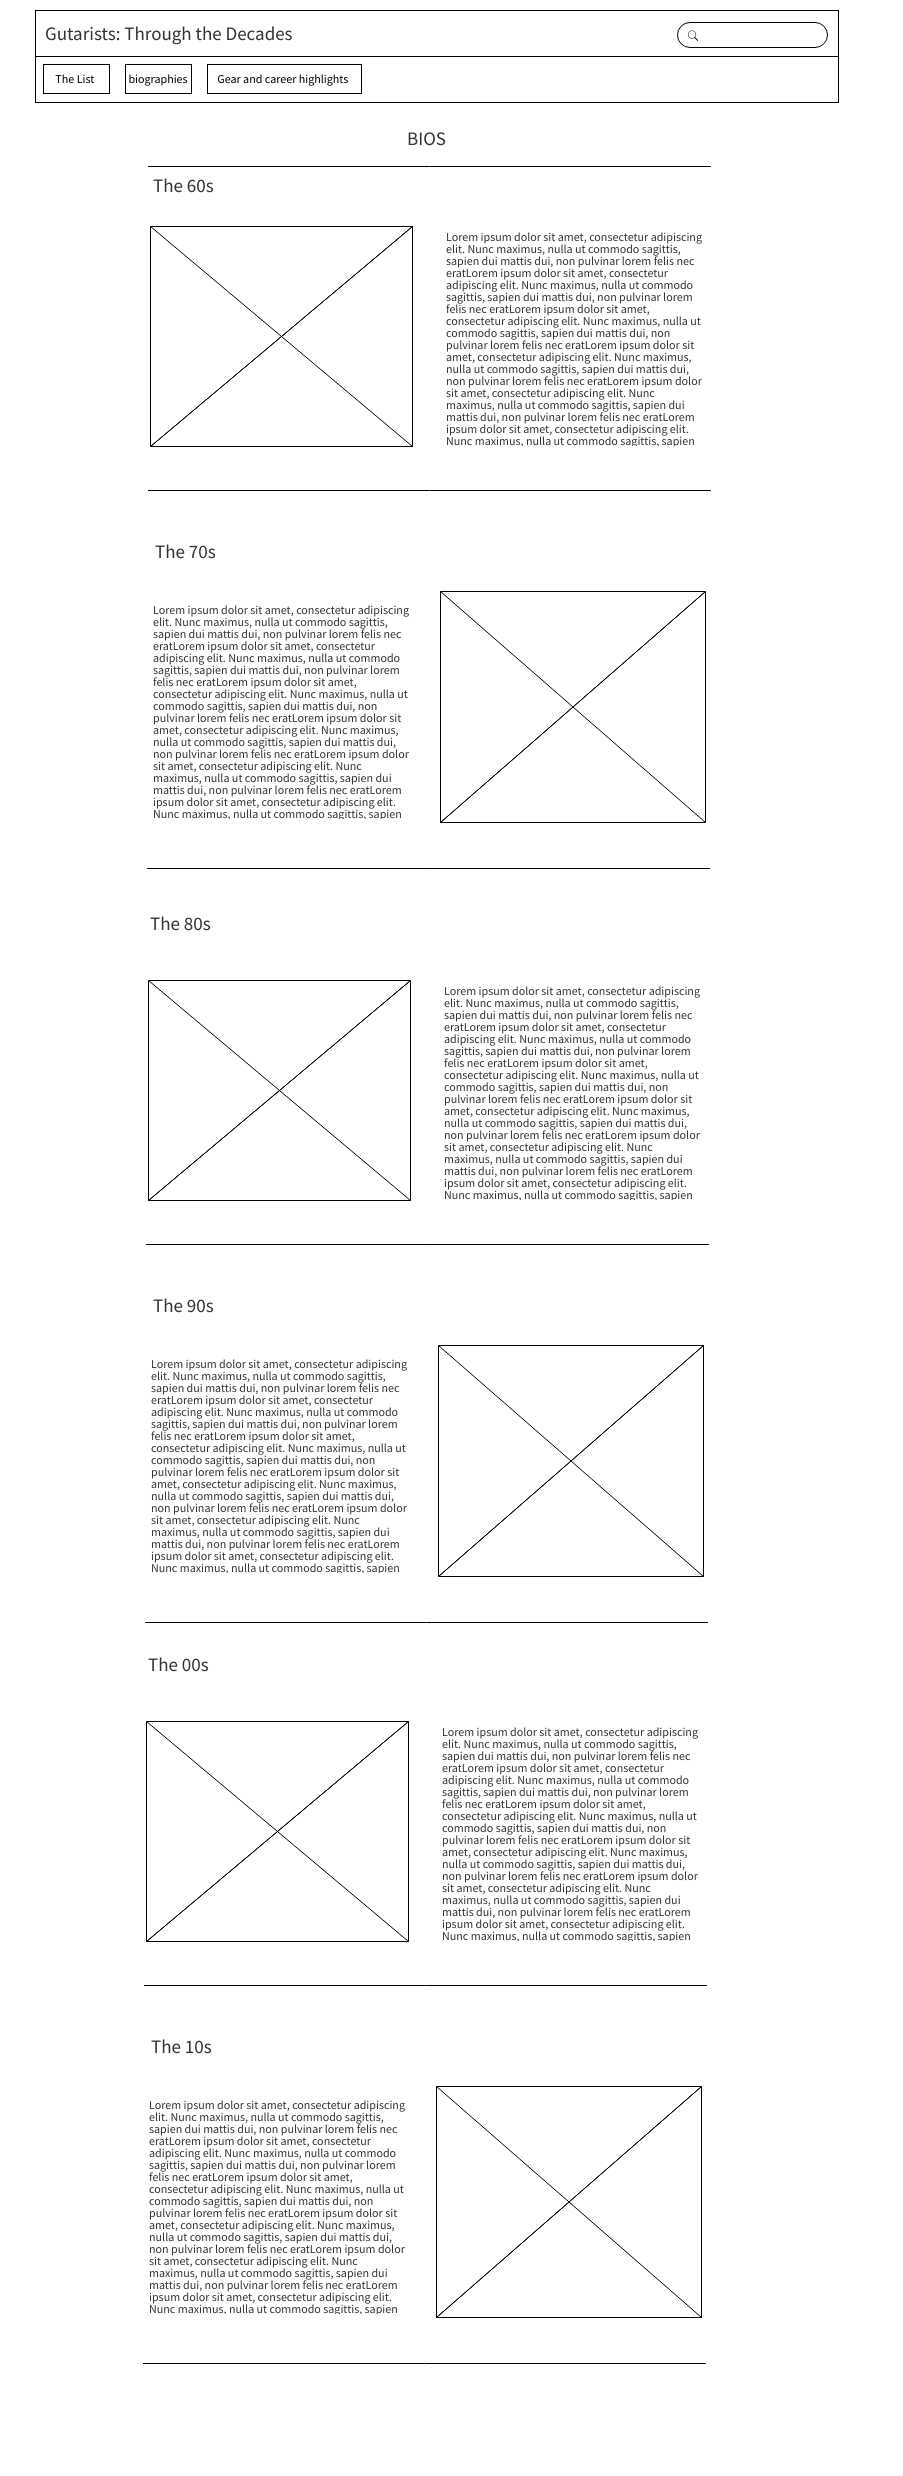 Gutarists: Through the Decades
The List
biographies
Gear and career highlights
BIOS
The 60s
Lorem ipsum dolor sit amet, consectetur adipiscing
elit. Nunc maximus, nulla ut commodo sagittis,
sapien dui mattis dui, non pulvinar lorem felis nec
eratLorem ipsum dolor sit amet, consectetur
adipiscing elit. Nunc maximus, nulla ut commodo
sagittis, sapien dui mattis dui, non pulvinar lorem
felis nec eratLorem ipsum dolor sit amet,
consectetur adipiscing elit. Nunc maximus, nulla ut
commodo sagittis, sapien dui mattis dui, non
pulvinar lorem felis nec eratLorem ipsum dolor sit
amet, consectetur adipiscing elit. Nunc maximus,
nulla ut commodo sagittis, sapien dui mattis dui,
non pulvinar lorem felis nec eratLorem ipsum dolor
sit amet, consectetur adipiscing elit. Nunc
maximus, nulla ut commodo sagittis, sapien dui
mattis dui, non pulvinar lorem felis nec eratLorem
ipsum dolor sit amet, consectetur adipiscing elit.
Nunc maximus, nulla ut commodo sagittis, sapien
The 70s
Lorem ipsum dolor sit amet, consectetur adipiscing
elit. Nunc maximus, nulla ut commodo sagittis,
sapien dui mattis dui, non pulvinar lorem felis nec
eratLorem ipsum dolor sit amet, consectetur
adipiscing elit. Nunc maximus, nulla ut commodo
sagittis, sapien dui mattis dui, non pulvinar lorem
felis nec eratLorem ipsum dolor sit amet,
consectetur adipiscing elit. Nunc maximus, nulla ut
commodo sagittis, sapien dui mattis dui, non
pulvinar lorem felis nec eratLorem ipsum dolor sit
amet, consectetur adipiscing elit. Nunc maximus,
nulla ut commodo sagittis, sapien dui mattis dui,
non pulvinar lorem felis nec eratLorem ipsum dolor
sit amet, consectetur adipiscing elit. Nunc
maximus, nulla ut commodo sagittis, sapien dui
mattis dui, non pulvinar lorem felis nec eratLorem
ipsum dolor sit amet, consectetur adipiscing elit.
Nunc maximus, nulla ut commodo sagittis, sapien
The 80s
Lorem ipsum dolor sit amet, consectetur adipiscing
elit. Nunc maximus, nulla ut commodo sagittis,
sapien dui mattis dui, non pulvinar lorem felis nec
eratLorem ipsum dolor sit amet, consectetur
adipiscing elit. Nunc maximus, nulla ut commodo
sagittis, sapien dui mattis dui, non pulvinar lorem
felis nec eratLorem ipsum dolor sit amet,
consectetur adipiscing elit. Nunc maximus, nulla ut
commodo sagittis, sapien dui mattis dui, non
pulvinar lorem felis nec eratLorem ipsum dolor sit
amet, consectetur adipiscing elit. Nunc maximus,
nulla ut commodo sagittis, sapien dui mattis dui,
non pulvinar lorem felis nec eratLorem ipsum dolor
sit amet, consectetur adipiscing elit. Nunc
maximus, nulla ut commodo sagittis, sapien dui
mattis dui, non pulvinar lorem felis nec eratLorem
ipsum dolor sit amet, consectetur adipiscing elit.
Nunc maximus, nulla ut commodo sagittis, sapien
The 90s
Lorem ipsum dolor sit amet, consectetur adipiscing
elit. Nunc maximus, nulla ut commodo sagittis,
sapien dui mattis dui, non pulvinar lorem felis nec
eratLorem ipsum dolor sit amet, consectetur
adipiscing elit. Nunc maximus, nulla ut commodo
sagittis, sapien dui mattis dui, non pulvinar lorem
felis nec eratLorem ipsum dolor sit amet,
consectetur adipiscing elit. Nunc maximus, nulla ut
commodo sagittis, sapien dui mattis dui, non
pulvinar lorem felis nec eratLorem ipsum dolor sit
amet, consectetur adipiscing elit. Nunc maximus,
nulla ut commodo sagittis, sapien dui mattis dui,
non pulvinar lorem felis nec eratLorem ipsum dolor
sit amet, consectetur adipiscing elit. Nunc
maximus, nulla ut commodo sagittis, sapien dui
mattis dui, non pulvinar lorem felis nec eratLorem
ipsum dolor sit amet, consectetur adipiscing elit.
Nunc maximus, nulla ut commodo sagittis, sapien
The 00s
Lorem ipsum dolor sit amet, consectetur adipiscing
elit. Nunc maximus, nulla ut commodo sagittis,
sapien dui mattis dui, non pulvinar lorem felis nec
eratLorem ipsum dolor sit amet, consectetur
adipiscing elit. Nunc maximus, nulla ut commodo
sagittis, sapien dui mattis dui, non pulvinar lorem
felis nec eratLorem ipsum dolor sit amet,
consectetur adipiscing elit. Nunc maximus, nulla ut
commodo sagittis, sapien dui mattis dui, non
pulvinar lorem felis nec eratLorem ipsum dolor sit
amet, consectetur adipiscing elit. Nunc maximus,
nulla ut commodo sagittis, sapien dui mattis dui,
non pulvinar lorem felis nec eratLorem ipsum dolor
sit amet, consectetur adipiscing elit. Nunc
maximus, nulla ut commodo sagittis, sapien dui
mattis dui, non pulvinar lorem felis nec eratLorem
ipsum dolor sit amet, consectetur adipiscing elit.
Nunc maximus, nulla ut commodo sagittis, sapien
The 10s
Lorem ipsum dolor sit amet, consectetur adipiscing
elit. Nunc maximus, nulla ut commodo sagittis,
sapien dui mattis dui, non pulvinar lorem felis nec
eratLorem ipsum dolor sit amet, consectetur
adipiscing elit. Nunc maximus, nulla ut commodo
sagittis, sapien dui mattis dui, non pulvinar lorem
felis nec eratLorem ipsum dolor sit amet,
consectetur adipiscing elit. Nunc maximus, nulla ut
commodo sagittis, sapien dui mattis dui, non
pulvinar lorem felis nec eratLorem ipsum dolor sit
amet, consectetur adipiscing elit. Nunc maximus,
nulla ut commodo sagittis, sapien dui mattis dui,
non pulvinar lorem felis nec eratLorem ipsum dolor
sit amet, consectetur adipiscing elit. Nunc
maximus, nulla ut commodo sagittis, sapien dui
mattis dui, non pulvinar lorem felis nec eratLorem
ipsum dolor sit amet, consectetur adipiscing elit.
Nunc maximus, nulla ut commodo sagittis, sapien